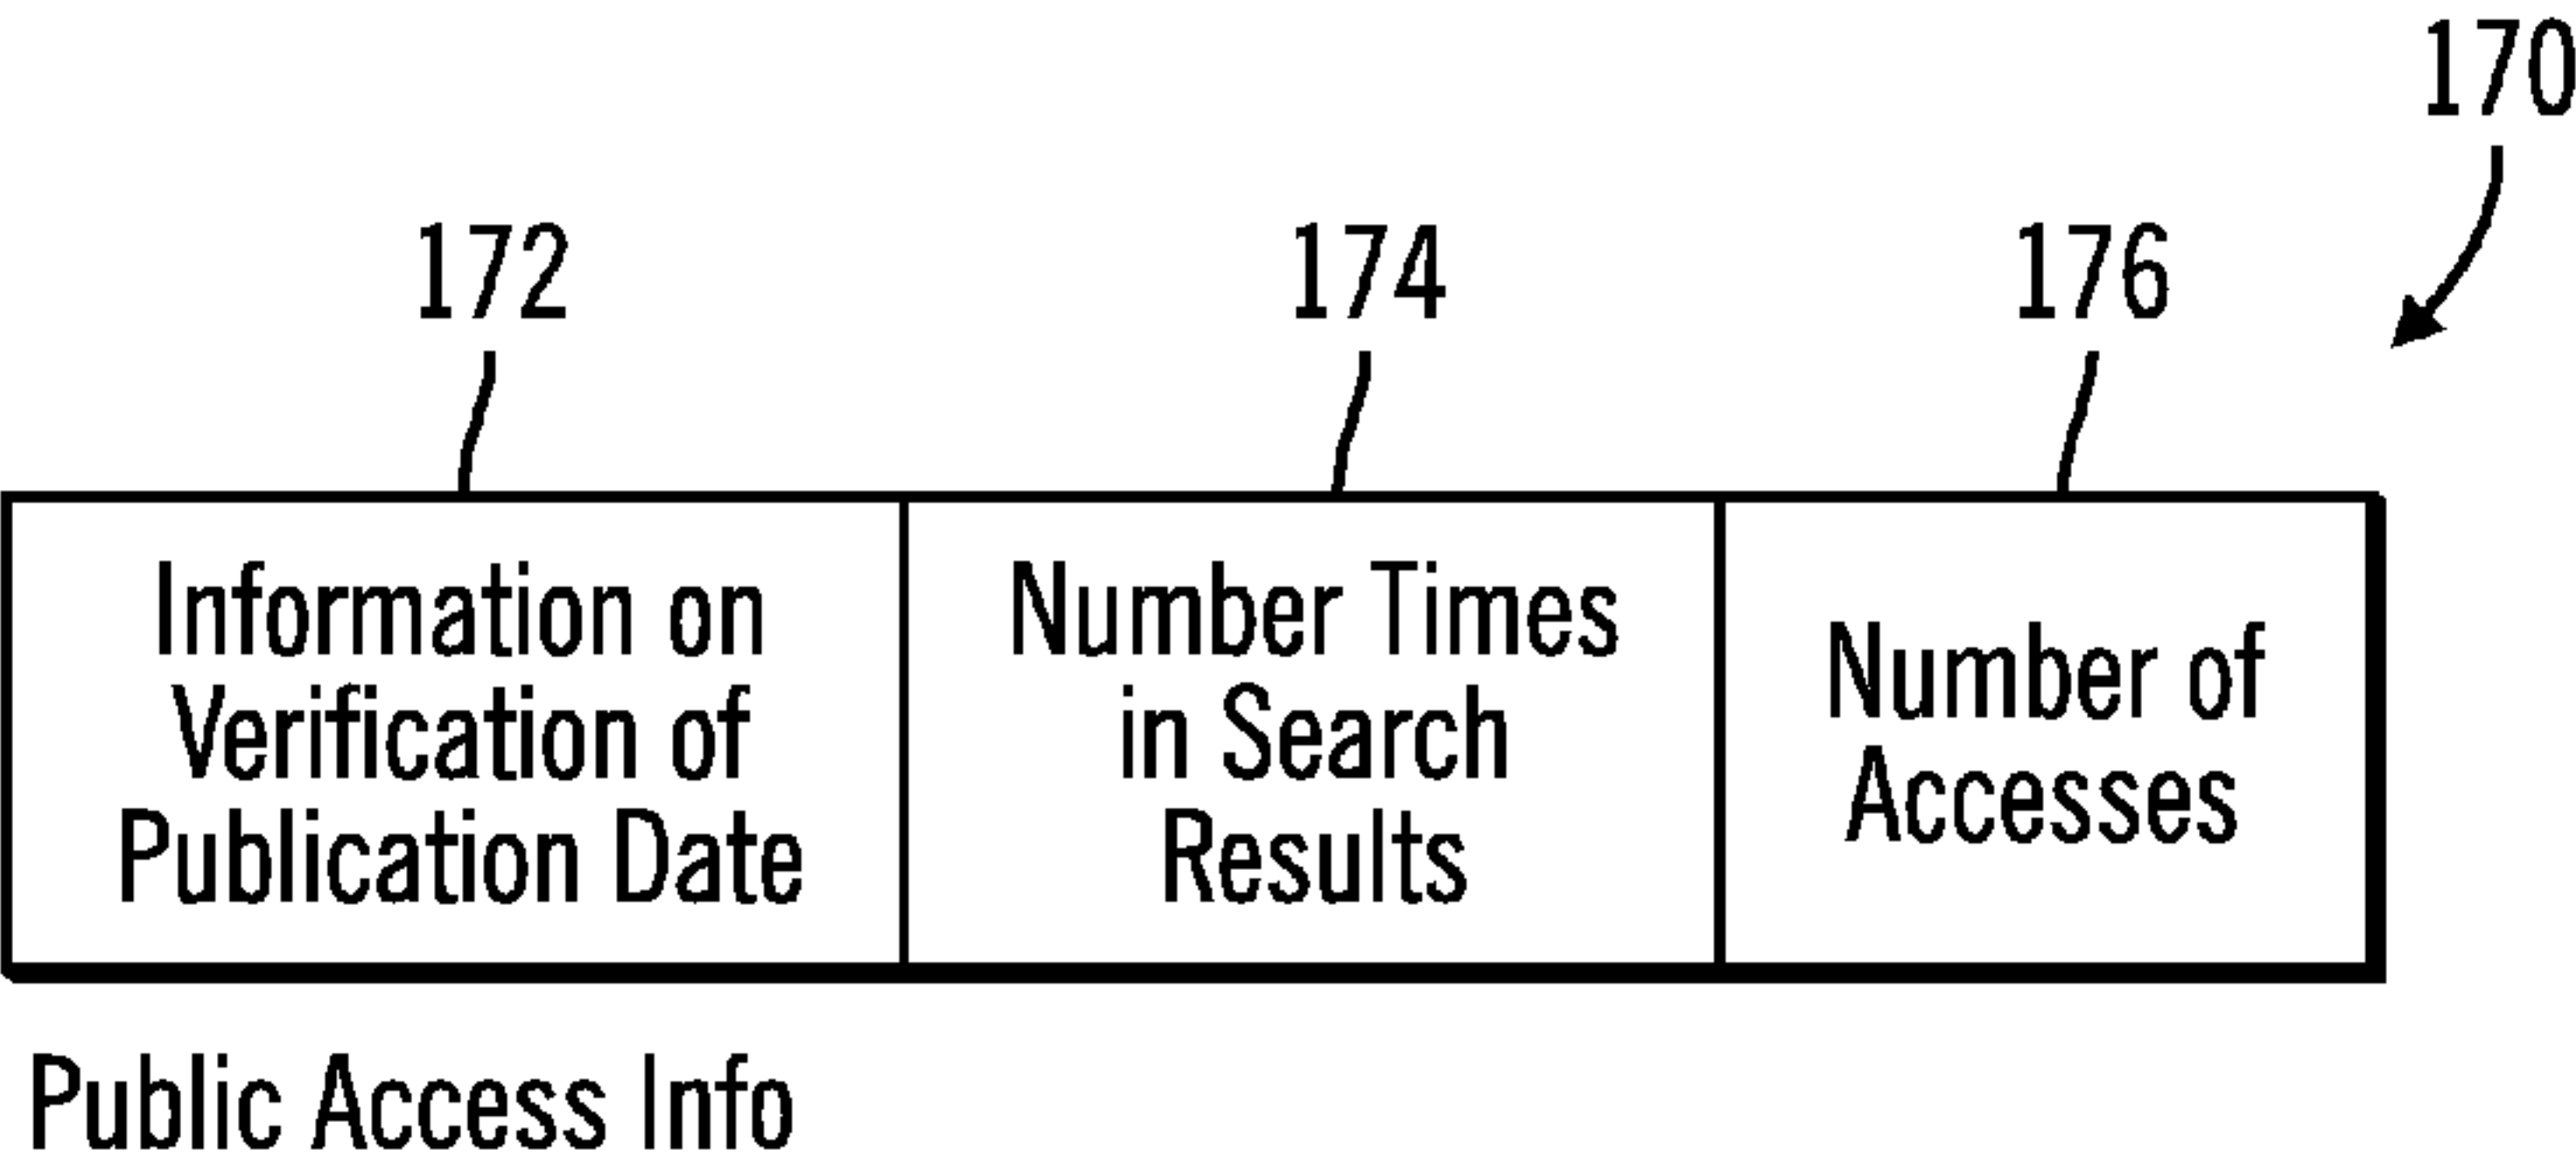 170
172
174
176
Information on
Verification of
Publication Date
Number Times
in Search
Results
Number of
Accesses
Public Access Info